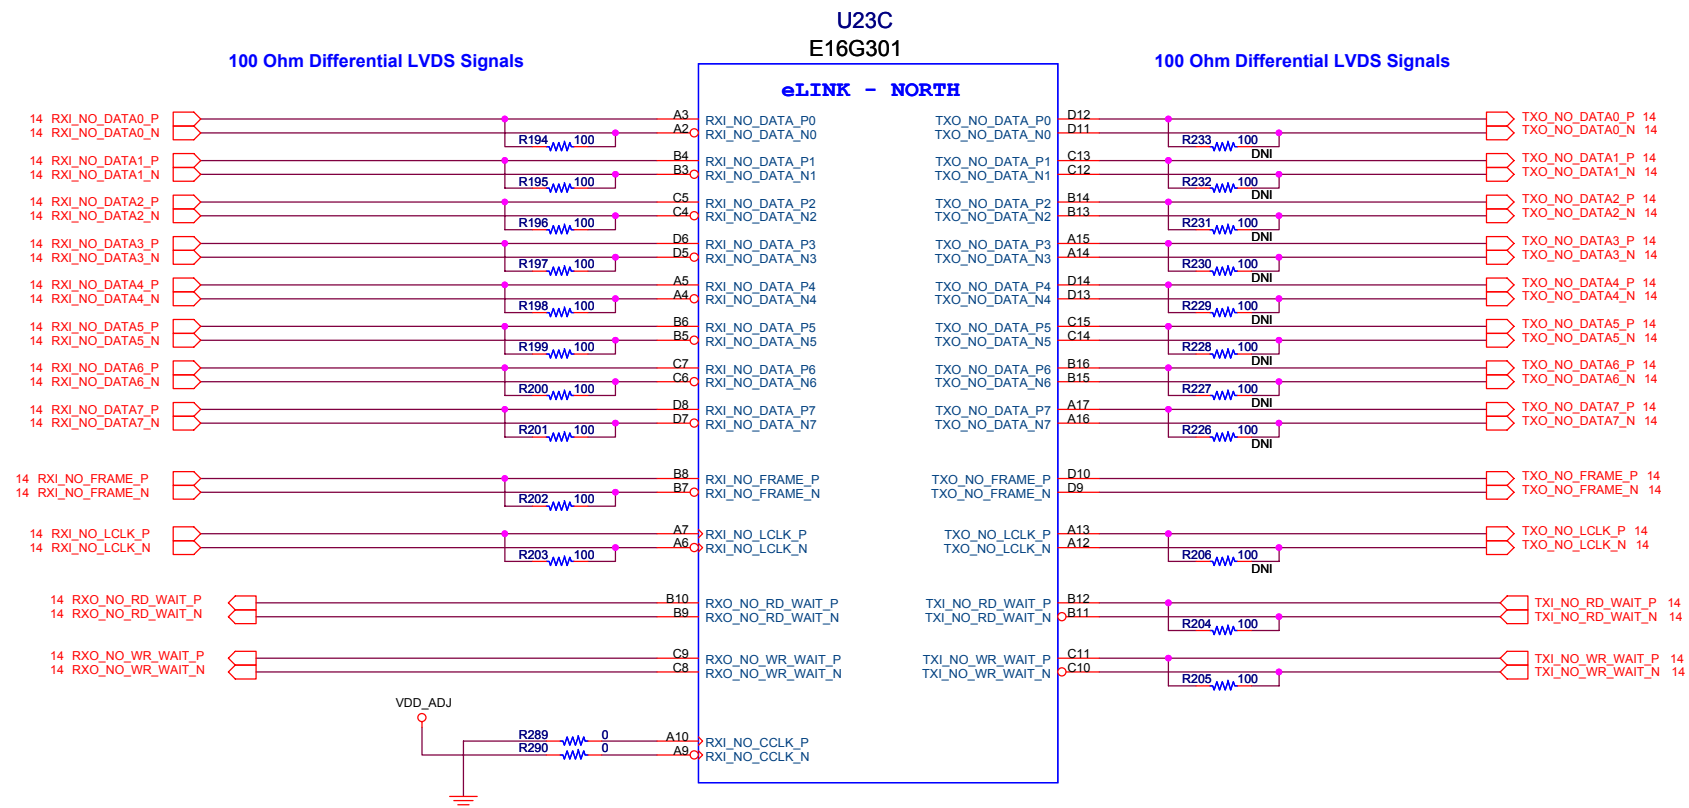 U23C
E16G301
100 Ohm Differential LVDS Signals
100 Ohm Differential LVDS Signals
eLINK - NORTH
14 RXI_NO_DATA0_P A3 RXI_NO_DATA_P0 TXO_NO_DATA_P0 D12 TXO_NO_DATA0_P 14
14 RXI_NO_DATA0_N A2 RXI_NO_DATA_N0 TXO_NO_DATA_N0 D11 TXO_NO_DATA0_N 14
R194 100 R233 100
DNI
14 RXI_NO_DATA1_P B4 RXI_NO_DATA_P1 TXO_NO_DATA_P1 C13 TXO_NO_DATA1_P 14
14 RXI_NO_DATA1_N B3 RXI_NO_DATA_N1 TXO_NO_DATA_N1 C12 TXO_NO_DATA1_N 14
R195 100 R232 100
DNI
14 RXI_NO_DATA2_P C5 RXI_NO_DATA_P2 TXO_NO_DATA_P2 B14 TXO_NO_DATA2_P 14
14 RXI_NO_DATA2_N C4 RXI_NO_DATA_N2 TXO_NO_DATA_N2 B13 TXO_NO_DATA2_N 14
R196 100 R231 100
DNI
14 RXI_NO_DATA3_P D6 RXI_NO_DATA_P3 TXO_NO_DATA_P3 A15 TXO_NO_DATA3_P 14
14 RXI_NO_DATA3_N D5 RXI_NO_DATA_N3 TXO_NO_DATA_N3 A14 TXO_NO_DATA3_N 14
R197 100 R230 100
DNI
14 RXI_NO_DATA4_P A5 RXI_NO_DATA_P4 TXO_NO_DATA_P4 D14 TXO_NO_DATA4_P 14
14 RXI_NO_DATA4_N A4 RXI_NO_DATA_N4 TXO_NO_DATA_N4 D13 TXO_NO_DATA4_N 14
R198 100 R229 100
DNI
14 RXI_NO_DATA5_P B6 RXI_NO_DATA_P5 TXO_NO_DATA_P5 C15 TXO_NO_DATA5_P 14
14 RXI_NO_DATA5_N B5 RXI_NO_DATA_N5 TXO_NO_DATA_N5 C14 TXO_NO_DATA5_N 14
R199 100 R228 100
DNI
14 RXI_NO_DATA6_P C7 RXI_NO_DATA_P6 TXO_NO_DATA_P6 B16 TXO_NO_DATA6_P 14
14 RXI_NO_DATA6_N C6 RXI_NO_DATA_N6 TXO_NO_DATA_N6 B15 TXO_NO_DATA6_N 14
R200 100 R227 100
DNI
14 RXI_NO_DATA7_P D8 RXI_NO_DATA_P7 TXO_NO_DATA_P7 A17 TXO_NO_DATA7_P 14
14 RXI_NO_DATA7_N D7 RXI_NO_DATA_N7 TXO_NO_DATA_N7 A16 TXO_NO_DATA7_N 14
R201 100 R226 100
DNI
14 RXI_NO_FRAME_P B8 RXI_NO_FRAME_P TXO_NO_FRAME_P D10 TXO_NO_FRAME_P 14
14 RXI_NO_FRAME_N B7 RXI_NO_FRAME_N TXO_NO_FRAME_N D9 TXO_NO_FRAME_N 14
R202 100
14 RXI_NO_LCLK_P A7 RXI_NO_LCLK_P TXO_NO_LCLK_P A13 TXO_NO_LCLK_P 14
14 RXI_NO_LCLK_N A6 RXI_NO_LCLK_N TXO_NO_LCLK_N A12 TXO_NO_LCLK_N 14
R203 100 R206 100
DNI
14 RXO_NO_RD_WAIT_P B10 RXO_NO_RD_WAIT_P TXI_NO_RD_WAIT_P B12 TXI_NO_RD_WAIT_P 14
14 RXO_NO_RD_WAIT_N B9 RXO_NO_RD_WAIT_N TXI_NO_RD_WAIT_N B11 TXI_NO_RD_WAIT_N 14
R204 100
14 RXO_NO_WR_WAIT_P C9 RXO_NO_WR_WAIT_P TXI_NO_WR_WAIT_P C11 TXI_NO_WR_WAIT_P 14
14 RXO_NO_WR_WAIT_N C8 RXO_NO_WR_WAIT_N TXI_NO_WR_WAIT_N C10 TXI_NO_WR_WAIT_N 14
R205 100
VDD_ADJ
R289 0 A10 RXI_NO_CCLK_P
R290 0 A9 RXI_NO_CCLK_N